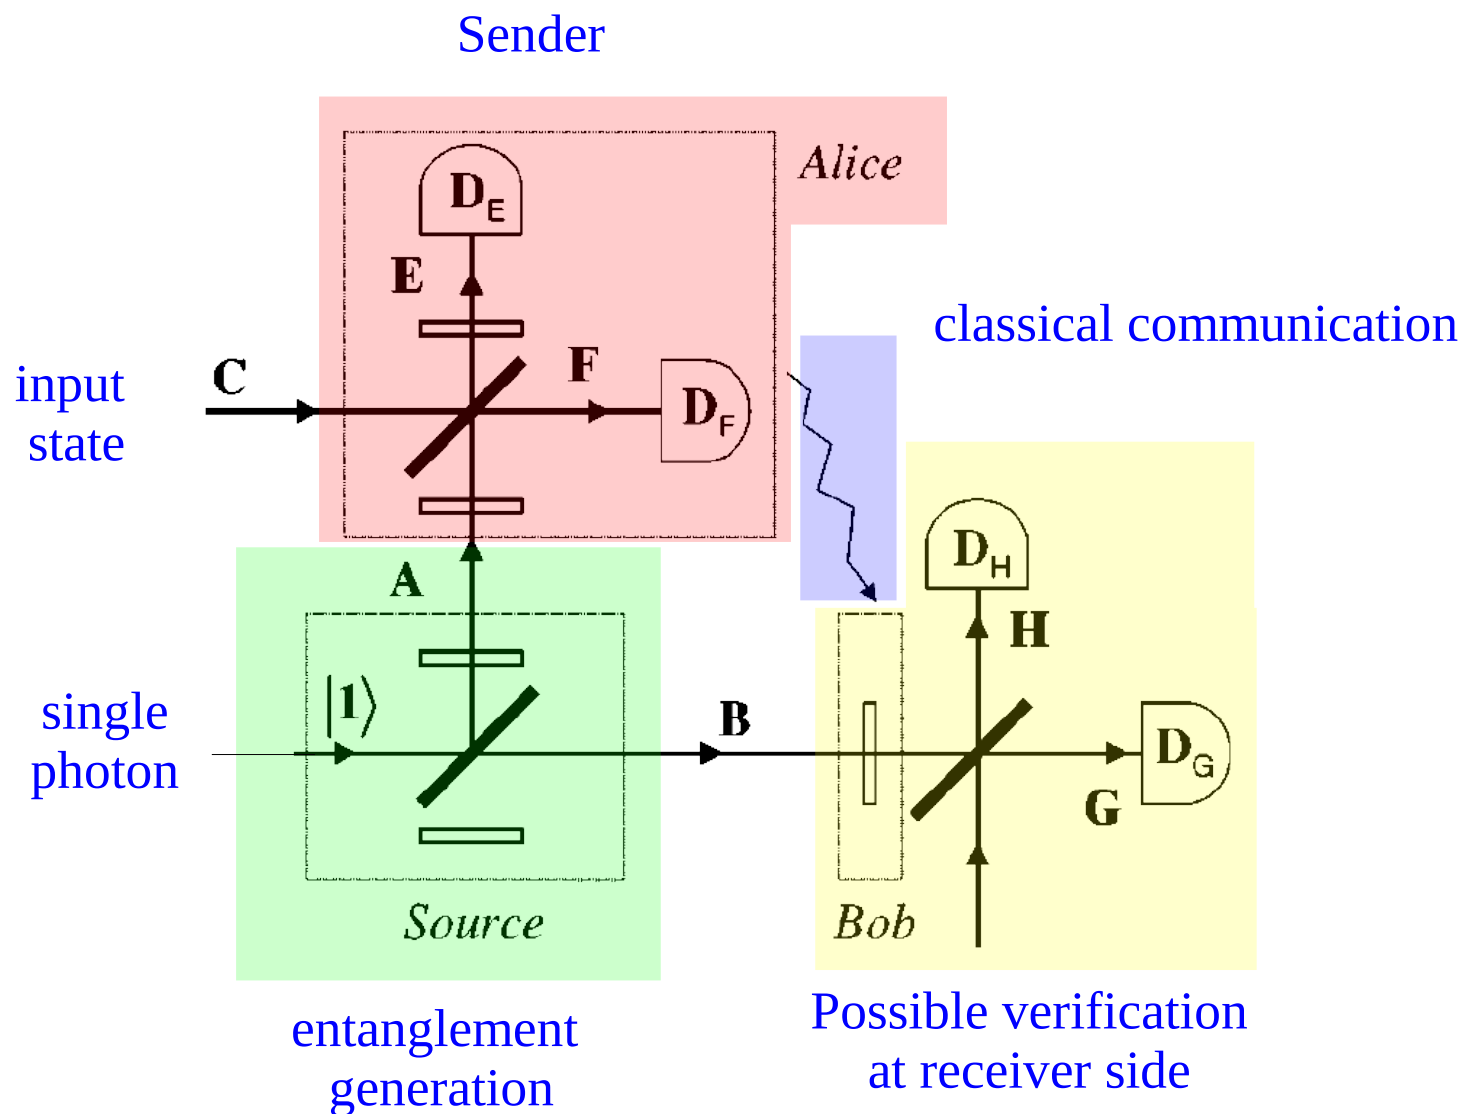 Sender
Alice
D_E
E
classical communication
input
state
C
F
D_F
A
D_H
H
single
photon
|1⟩
B
D_G
G
Source
Bob
entanglement
generation
Possible verification
at receiver side